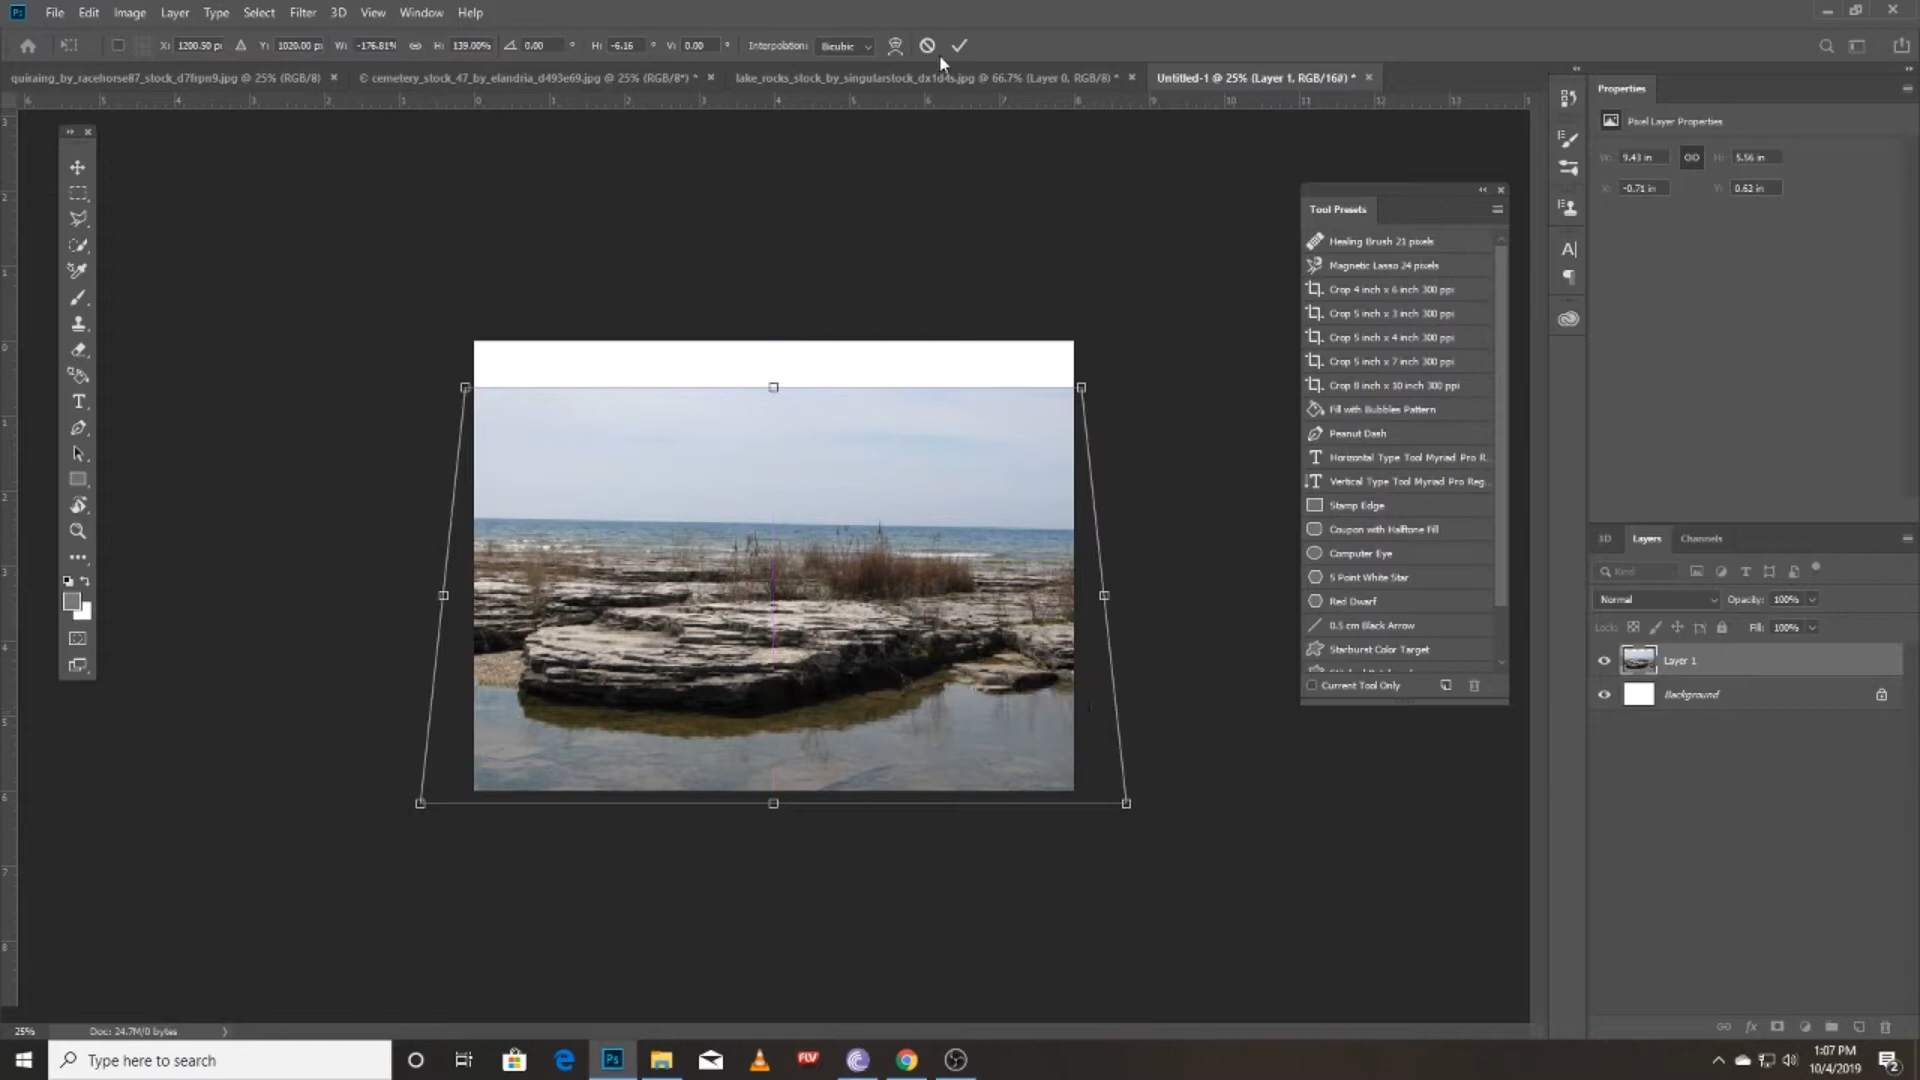 Ps File Edit Image Layer Type Select Filter 3D View Window Help
X: 1200.50 px Y: 1020.00 px W: -176.81% H: 139.00% 0.00 ° H: -6.16 ° V: 0.00 ° Interpolation: Bicubic
quiraing_by_racehorse87_stock_d7frpn9.jpg @ 25% (RGB/8) × © cemetery_stock_47_by_elandria_d493e69.jpg @ 25% (RGB/8*) * × lake_rocks_stock_by_singularstock_dx1d4s.jpg @ 66.7% (Layer 0, RGB/8) * × Untitled-1 @ 25% (Layer 1, RGB/16#) * ×
Properties
Pixel Layer Properties
W: 9.43 in H: 5.56 in
X: -0.71 in Y: 0.62 in
Tool Presets
Healing Brush 21 pixels
Magnetic Lasso 24 pixels
Crop 4 inch x 6 inch 300 ppi
Crop 5 inch x 3 inch 300 ppi
Crop 5 inch x 4 inch 300 ppi
Crop 5 inch x 7 inch 300 ppi
Crop 8 inch x 10 inch 300 ppi
Fill with Bubbles Pattern
Peanut Dash
Horizontal Type Tool Myriad Pro R...
Vertical Type Tool Myriad Pro Reg...
Stamp Edge
Coupon with Halftone Fill
Computer Eye
5 Point White Star
Red Dwarf
0.5 cm Black Arrow
Starburst Color Target
Current Tool Only
3D Layers Channels
Kind
Normal Opacity: 100%
Lock: Fill: 100%
Layer 1
Background
25% Doc: 24.7M/0 bytes
Type here to search
Ps
FLV
1:07 PM
10/4/2019
2